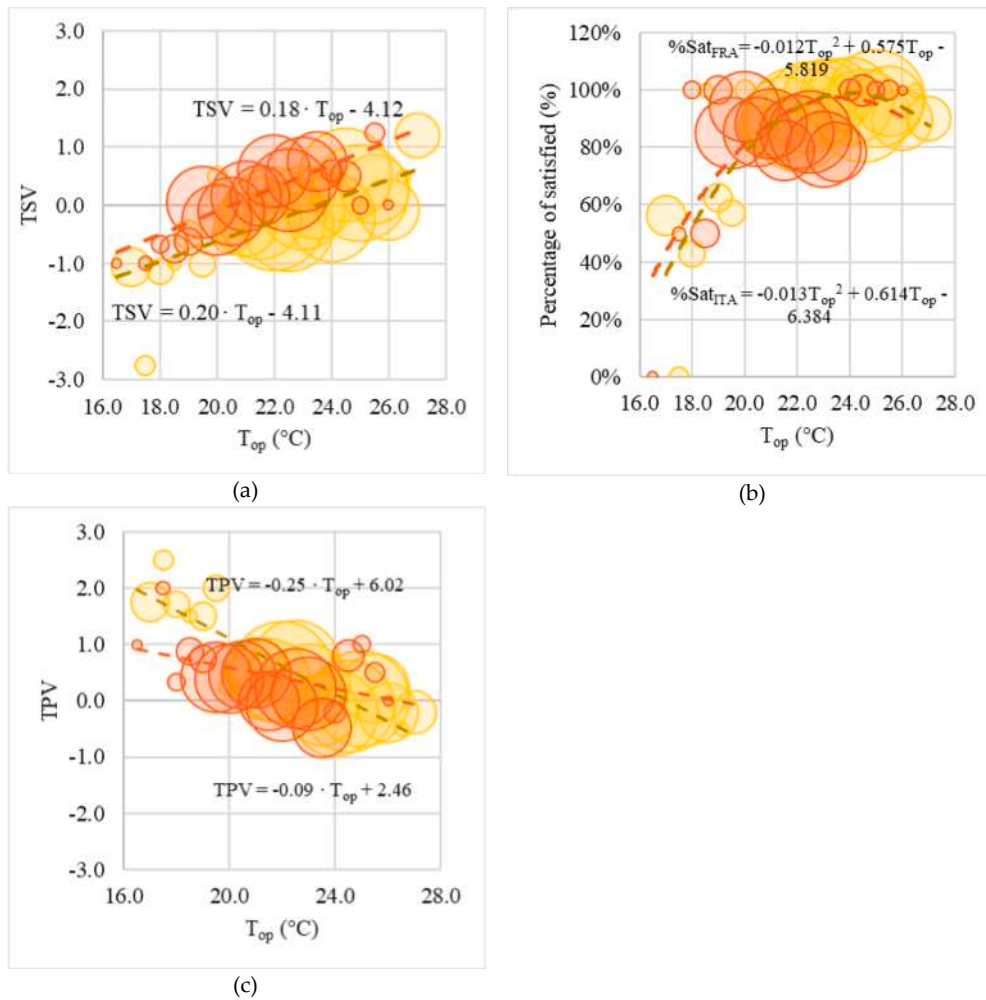 3.0
2.0
1.0
0.0
-1.0
-2.0
-3.0
TSV
TSV = 0.18 · Top - 4.12
TSV = 0.20 · Top - 4.11
16.0 18.0 20.0 22.0 24.0 26.0 28.0
Top (°C)
(a)
120%
100%
80%
60%
40%
20%
0%
Percentage of satisfied (%)
%SatFRA = -0.012Top² + 0.575Top -
5.819
%SatITA = -0.013Top² + 0.614Top -
6.384
16.0 18.0 20.0 22.0 24.0 26.0 28.0
Top (°C)
(b)
3.0
2.0
1.0
0.0
-1.0
-2.0
-3.0
TPV
TPV = -0.25 · Top + 6.02
TPV = -0.09 · Top + 2.46
16.0 20.0 24.0 28.0
Top (°C)
(c)